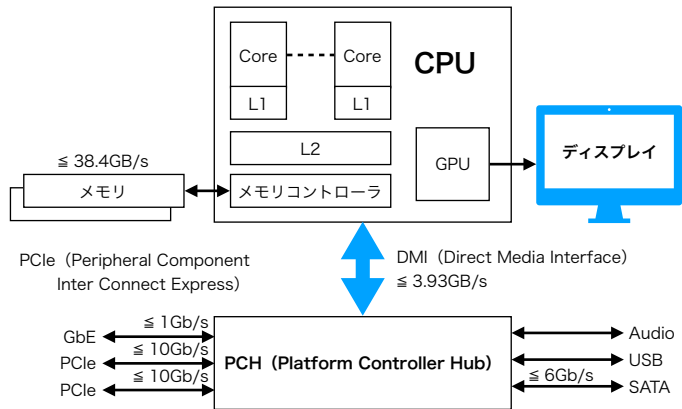 Core
Core
CPU
L1
L1
L2
GPU
ディスプレイ
≦ 38.4GB/s
メモリ
メモリコントローラ
PCIe（Peripheral Component
Inter Connect Express）
DMI（Direct Media Interface）
≦ 3.93GB/s
GbE
≦ 1Gb/s
PCIe
≦ 10Gb/s
PCIe
≦ 10Gb/s
PCH（Platform Controller Hub）
Audio
USB
≦ 6Gb/s
SATA